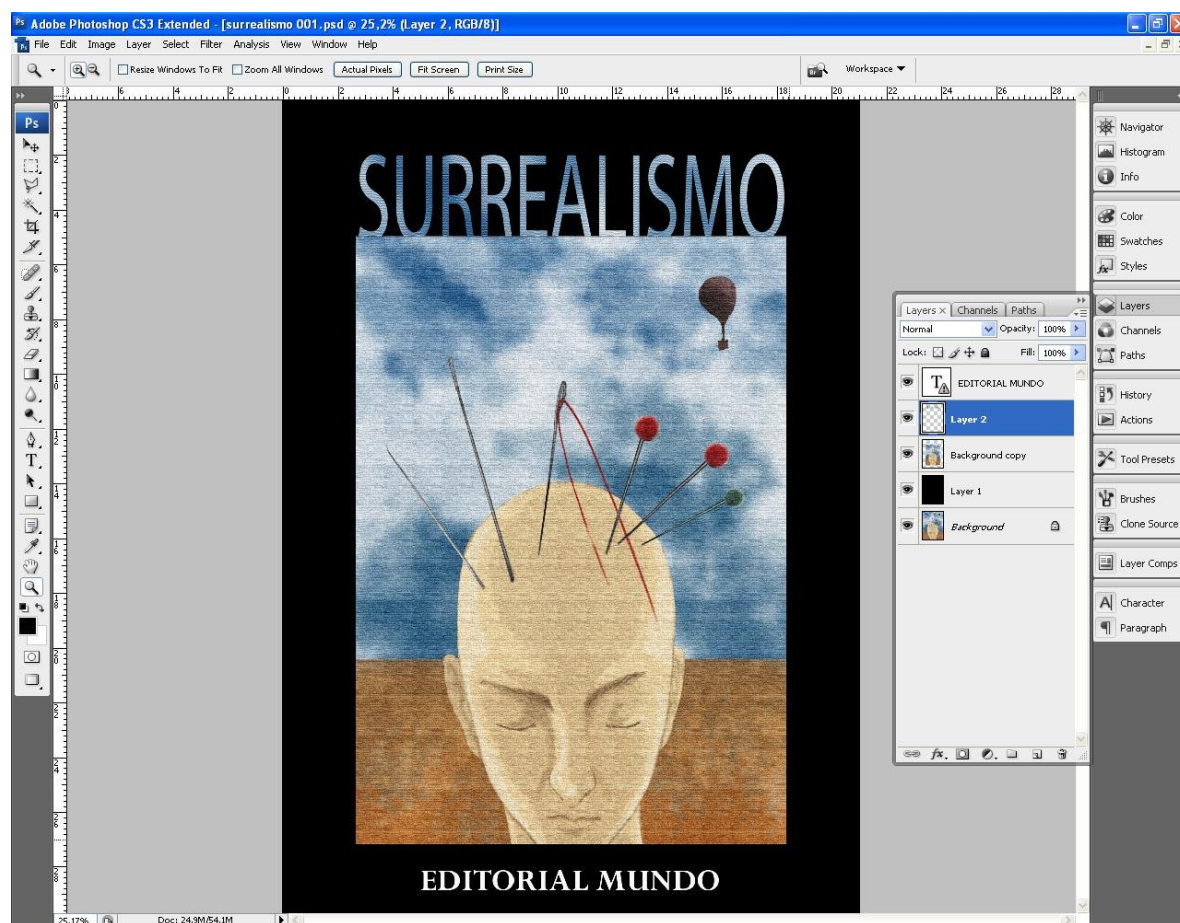 Adobe Photoshop CS3 Extended - [surrealismo 001.psd @ 25,2% (Layer 2, RGB/8)]
File Edit Image Layer Select Filter Analysis View Window Help
Resize Windows To Fit Zoom All Windows Actual Pixels Fit Screen Print Size Workspace
Ps
Navigator
Histogram
Info
Color
Swatches
Styles
Layers
Channels
Paths
History
Actions
Tool Presets
Brushes
Clone Source
Layer Comps
Character
Paragraph
SURREALISMO
Layers Channels Paths
Normal Opacity: 100%
Lock: Fill: 100%
EDITORIAL MUNDO
Layer 2
Background copy
Layer 1
Background
EDITORIAL MUNDO
25,17% Doc: 24,9M/54,1M